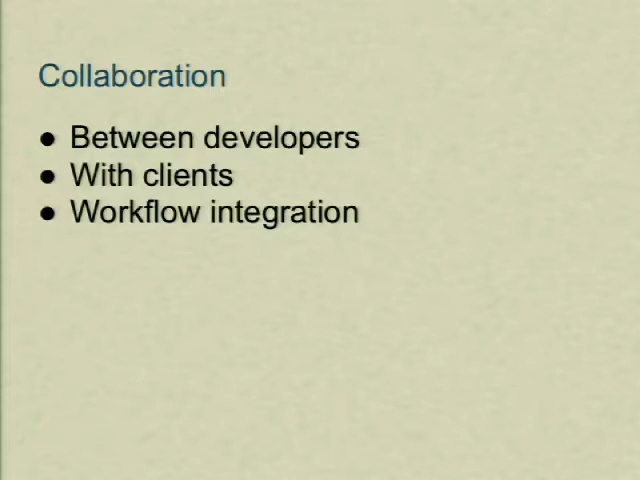 Collaboration
● Between developers
● With clients
● Workflow integration